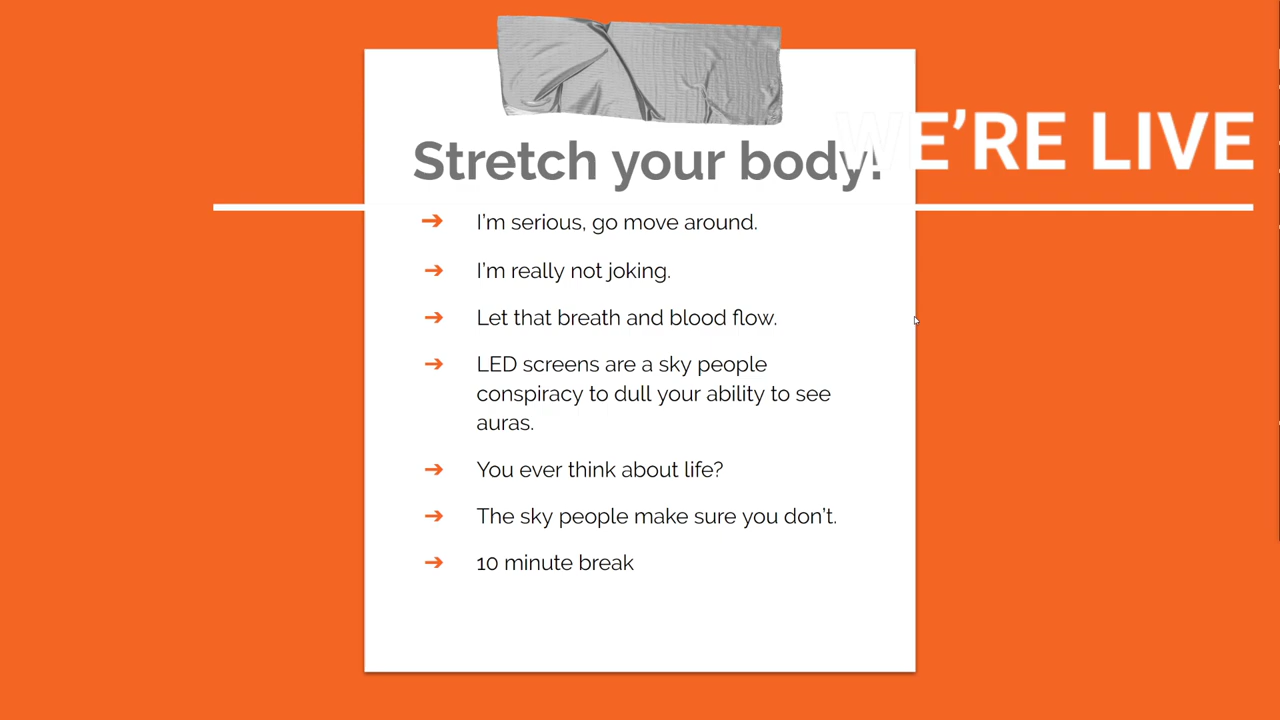 WE’RE LIVE
Stretch your body!
➔ I’m serious, go move around.
➔ I’m really not joking.
➔ Let that breath and blood flow.
➔ LED screens are a sky people
conspiracy to dull your ability to see
auras.
➔ You ever think about life?
➔ The sky people make sure you don’t.
➔ 10 minute break